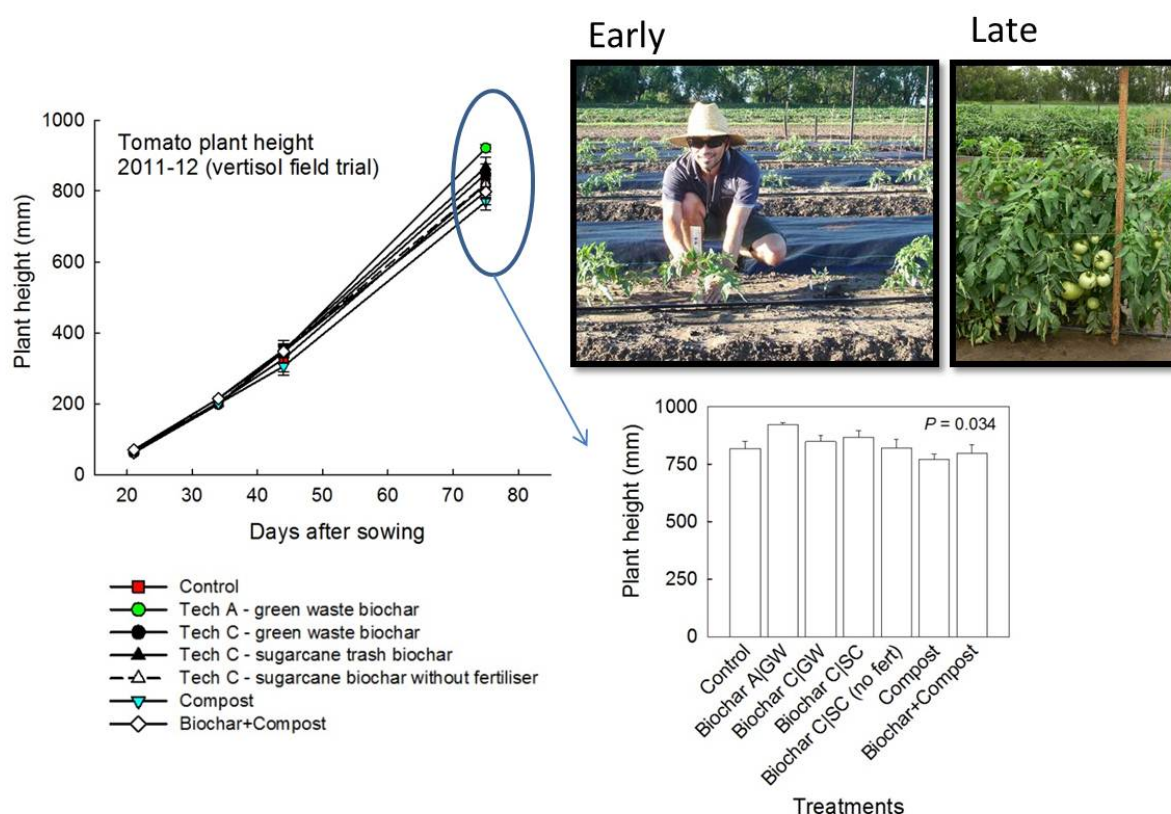 Early
Late
Tomato plant height
2011-12 (vertisol field trial)
Plant height (mm)
1000
800
600
400
200
0
20 30 40 50 60 70 80
Days after sowing
Control
Tech A - green waste biochar
Tech C - green waste biochar
Tech C - sugarcane trash biochar
Tech C - sugarcane biochar without fertiliser
Compost
Biochar+Compost
P = 0.034
Plant height (mm)
1000
750
500
250
0
Control
Biochar A|GW
Biochar C|GW
Biochar C|SC
Biochar C|SC (no fert)
Compost
Biochar+Compost
Treatments